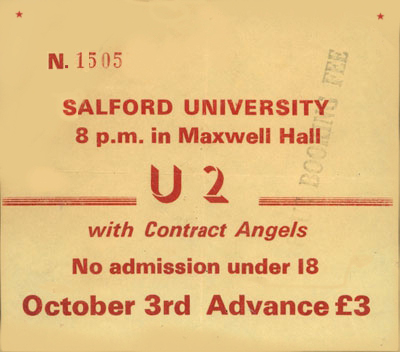 N. 1505
BOOKING FEE
SALFORD UNIVERSITY
8 p.m. in Maxwell Hall
U2
with Contract Angels
No admission under 18
October 3rd Advance £3